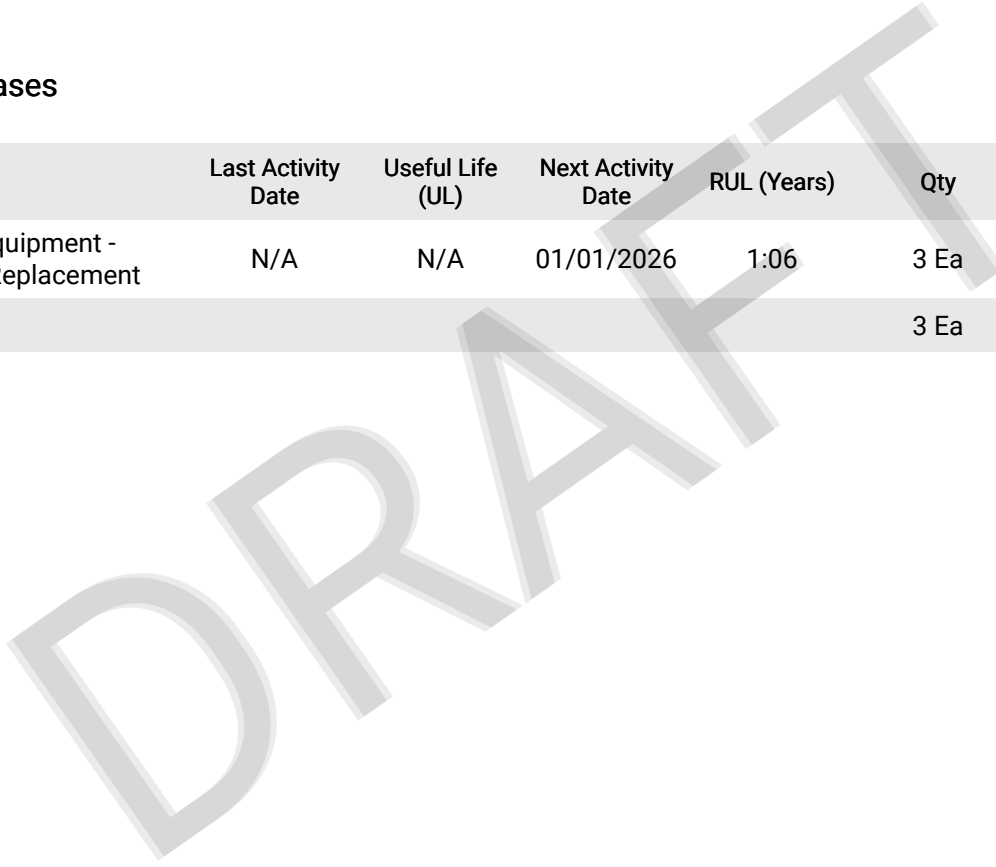 ases
Last Activity Date Useful Life (UL) Next Activity Date RUL (Years) Qty
quipment -
Replacement N/A N/A 01/01/2026 1:06 3 Ea
3 Ea
DRAFT